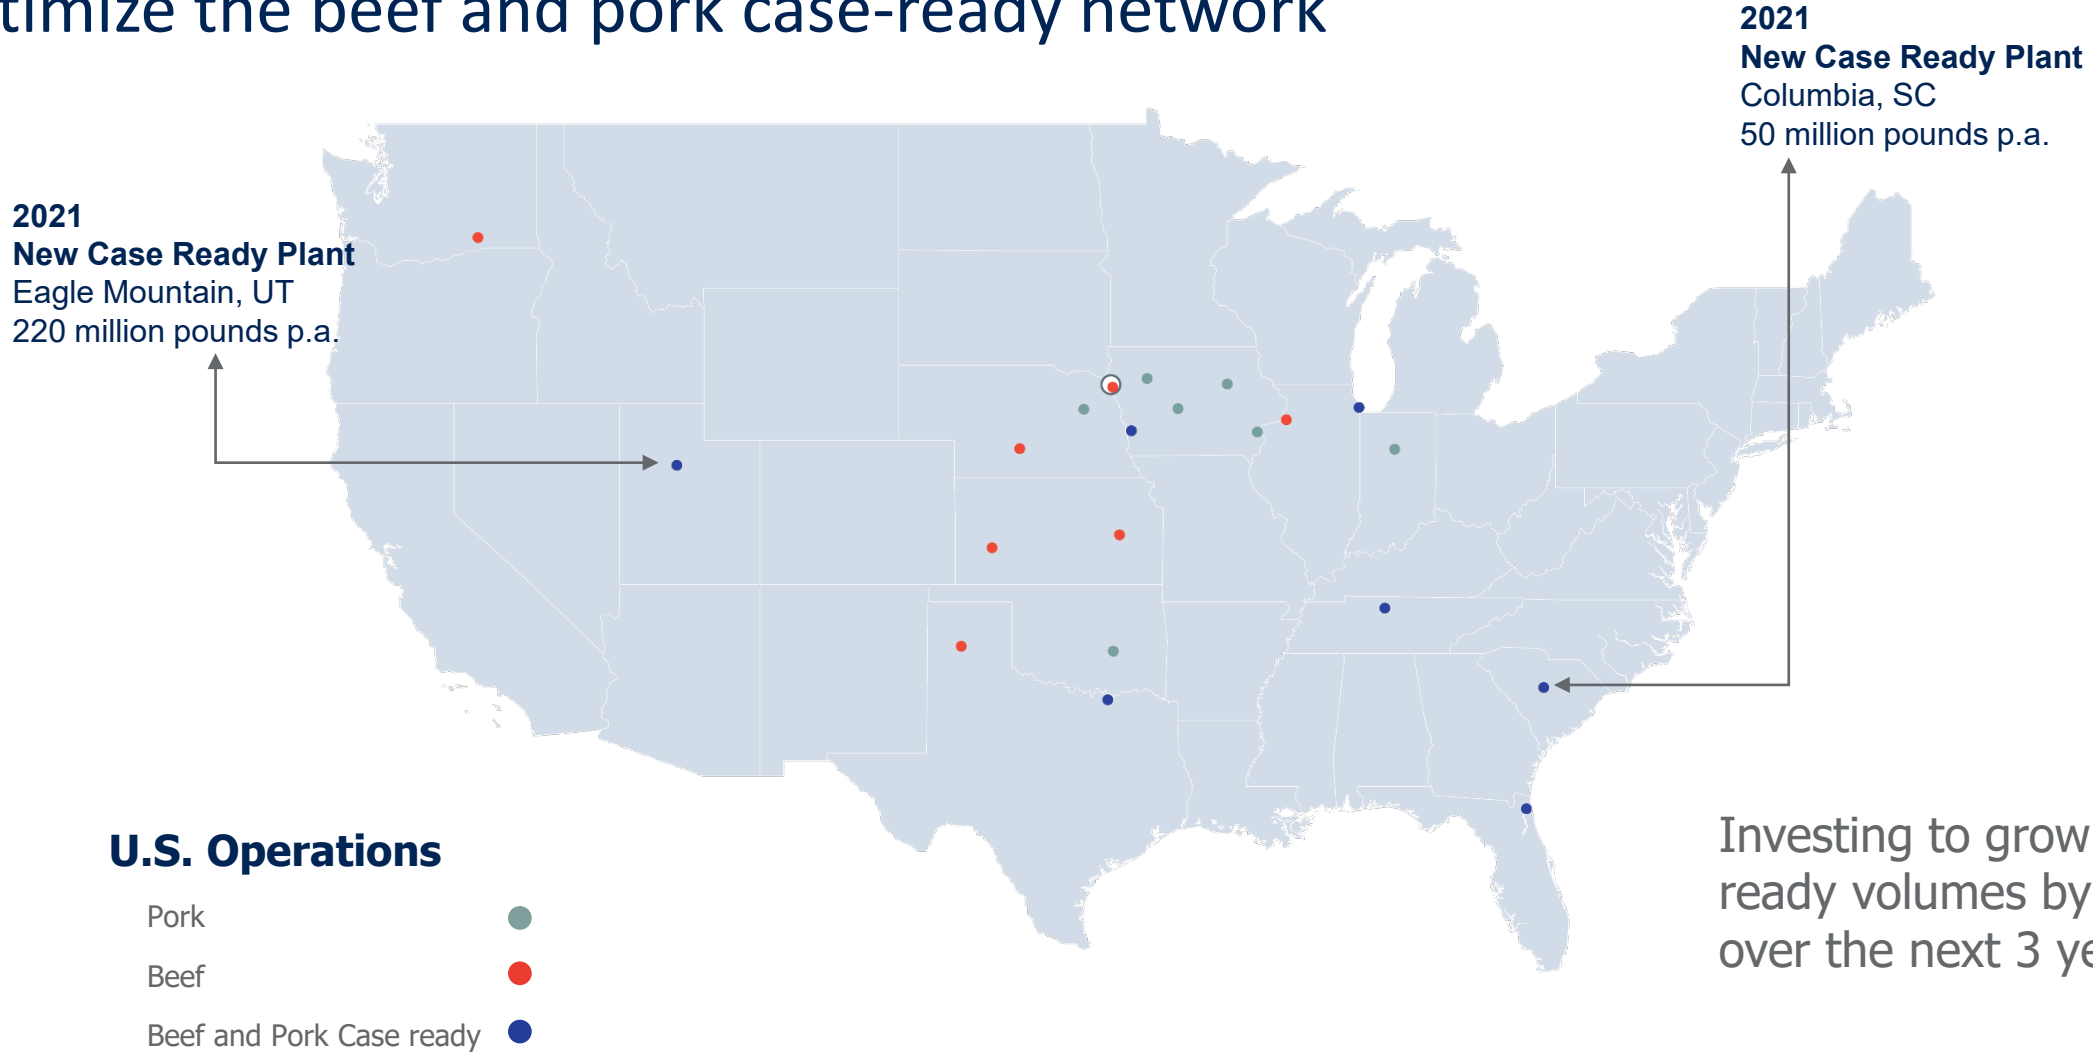 timize the beef and pork case-ready network
2021
New Case Ready Plant
Columbia, SC
50 million pounds p.a.
2021
New Case Ready Plant
Eagle Mountain, UT
220 million pounds p.a.
U.S. Operations
Pork
Beef
Beef and Pork Case ready
Investing to grow
ready volumes by
over the next 3 ye